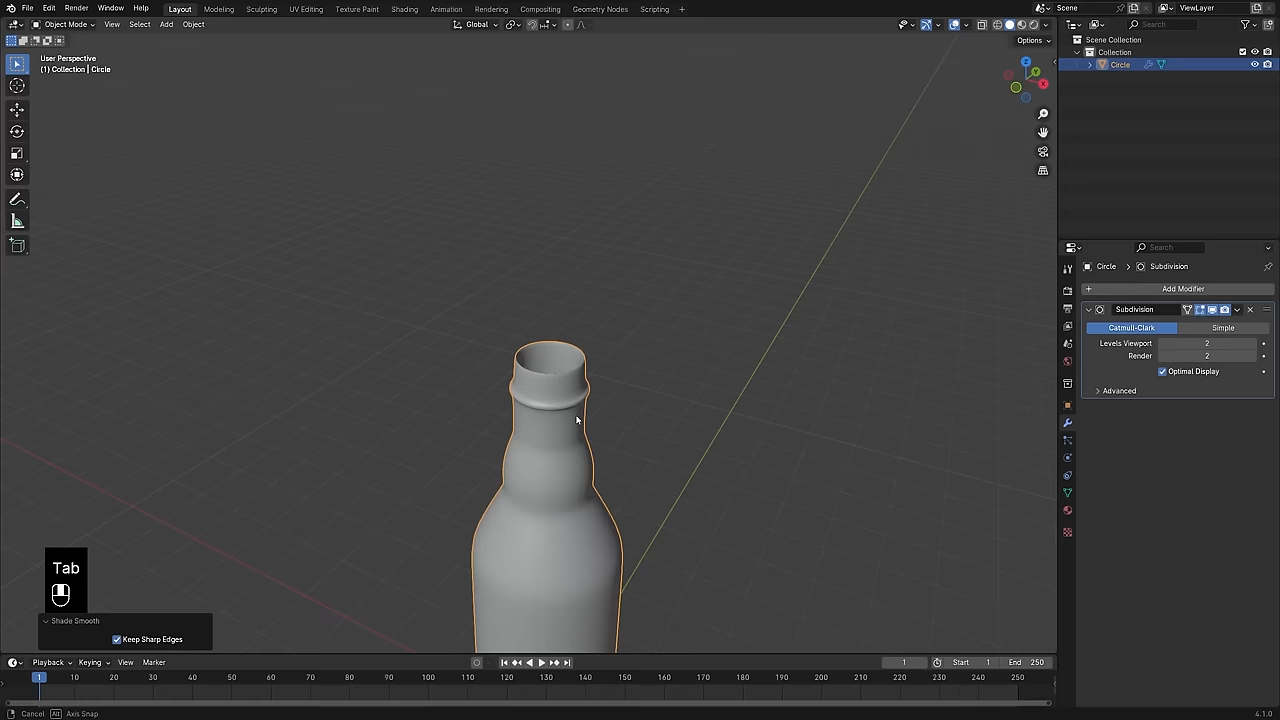 File Edit Render Window Help Layout Modeling Sculpting UV Editing Texture Paint Shading Animation Rendering Compositing Geometry Nodes Scripting + Scene ViewLayer
Object Mode View Select Add Object Global Search
Options
User Perspective
(1) Collection | Circle
Z
Y
X
Scene Collection
Collection
Circle
Search
Circle > Subdivision
+ Add Modifier
Subdivision
Catmull-Clark Simple
Levels Viewport 2
Render 2
Optimal Display
Advanced
Tab
Shade Smooth
Keep Sharp Edges
Playback Keying View Marker 1 Start 1 End 250
1 10 20 30 40 50 60 70 80 90 100 110 120 130 140 150 160 170 180 190 200 210 220 230 240 250
Cancel Alt Axis Snap 4.1.0